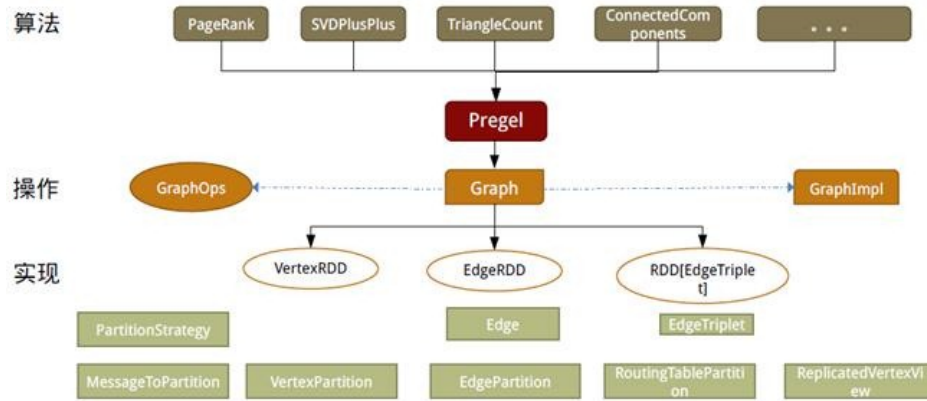 算法
PageRank
SVDPlusPlus
TriangleCount
ConnectedCom
ponents
• • •
Pregel
操作
GraphOps
Graph
GraphImpl
实现
VertexRDD
EdgeRDD
RDD[EdgeTriple
t]
PartitionStrategy
Edge
EdgeTriplet
MessageToPartition
VertexPartition
EdgePartition
RoutingTablePartiti
on
ReplicatedVertexVi
ew